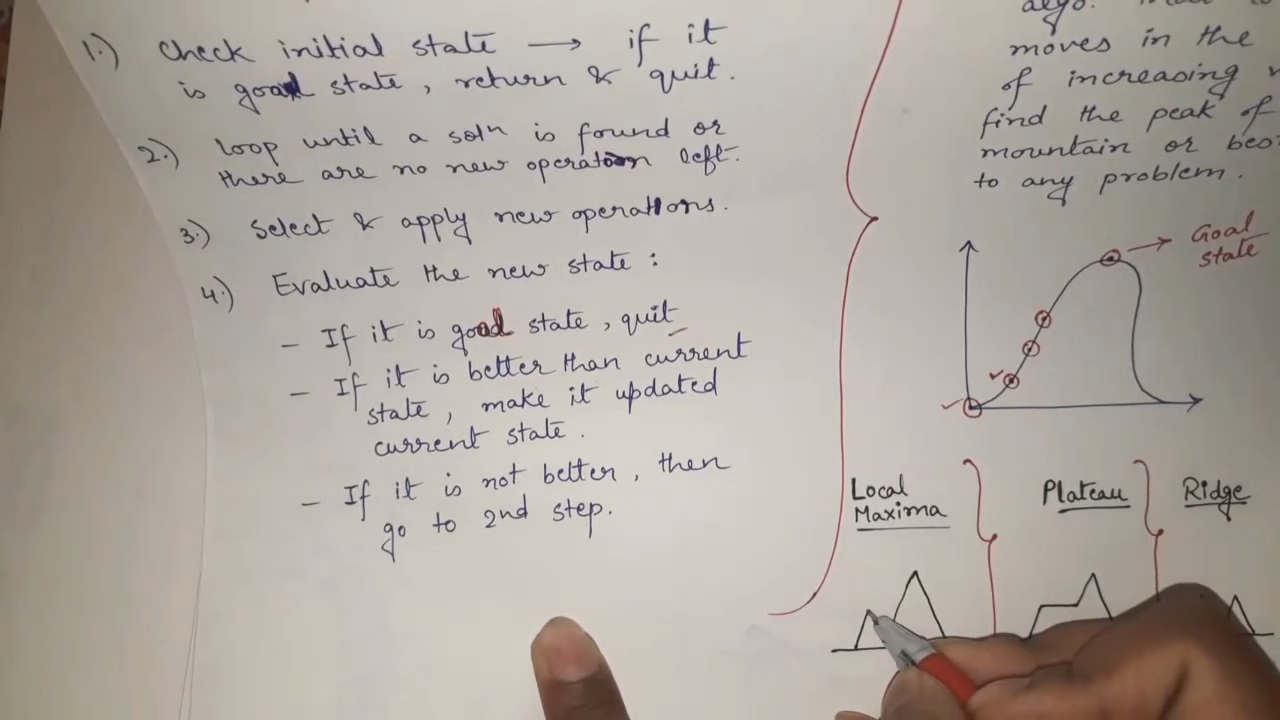 1.) Check initial state → if it
is goal state, return & quit.
2.) loop until a solⁿ is found or
there are no new operation left.
3.) Select & apply new operations.
4.) Evaluate the new state :
- If it is goal state, quit
- If it is better than current
state, make it updated
current state.
- If it is not better, then
go to 2nd step.
algo.
moves in the
of increasing
find the peak of
mountain or
to any problem.
Goal
state
Local
Maxima
Plateau
Ridge